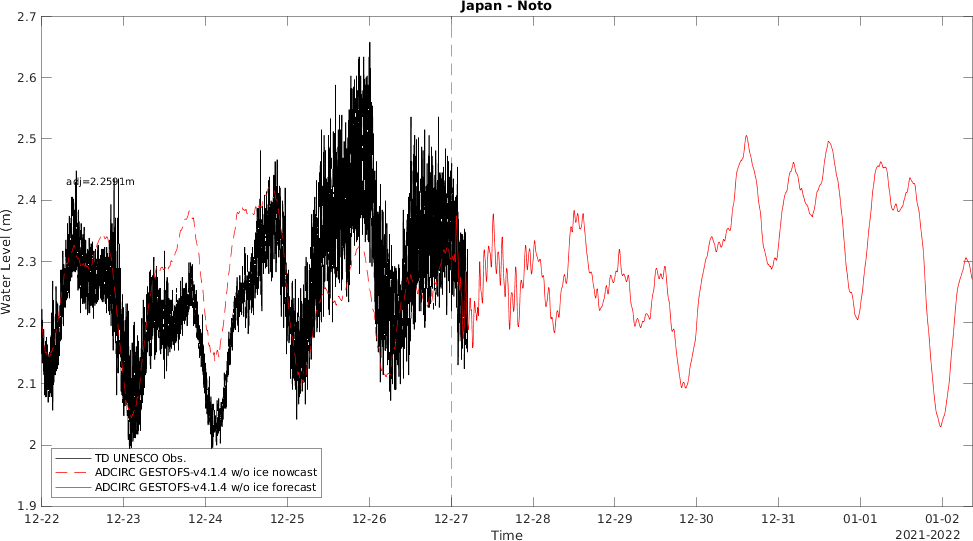 Japan - Noto
2.7
2.6
2.5
2.4
2.3
2.2
2.1
2
1.9
Water Level (m)
adj=2.2591m
TD UNESCO Obs.
ADCIRC GESTOFS-v4.1.4 w/o ice nowcast
ADCIRC GESTOFS-v4.1.4 w/o ice forecast
12-22 12-23 12-24 12-25 12-26 12-27 12-28 12-29 12-30 12-31 01-01 01-02
Time
2021-2022